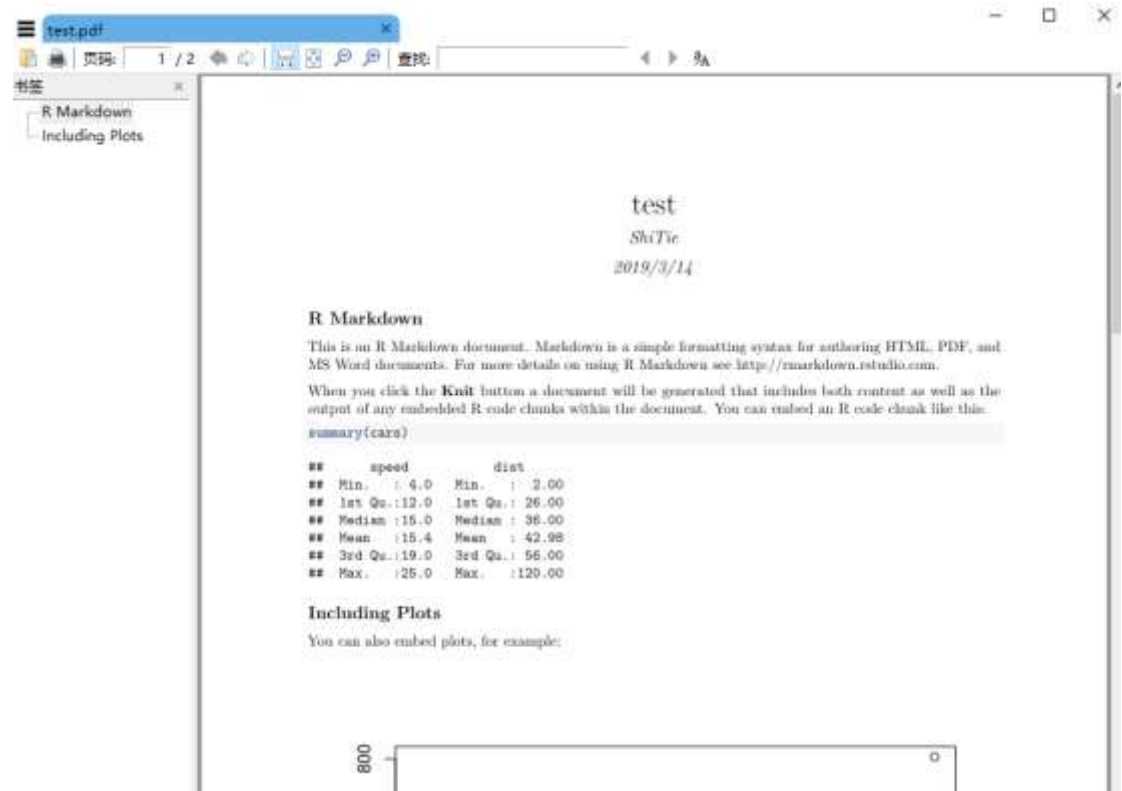 test.pdf
页码: 1 / 2 查找:
书签
R Markdown
Including Plots
test
ShiTie
2019/3/14
R Markdown
This is an R Markdown document. Markdown is a simple formatting syntax for authoring HTML, PDF, and
MS Word documents. For more details on using R Markdown see http://rmarkdown.rstudio.com.
When you click the Knit button a document will be generated that includes both content as well as the
output of any embedded R code chunks within the document. You can embed an R code chunk like this:
summary(cars)
## speed dist
## Min. : 4.0 Min. : 2.00
## 1st Qu.:12.0 1st Qu.: 26.00
## Median :15.0 Median : 36.00
## Mean :15.4 Mean : 42.98
## 3rd Qu.:19.0 3rd Qu.: 56.00
## Max. :25.0 Max. :120.00
Including Plots
You can also embed plots, for example:
800